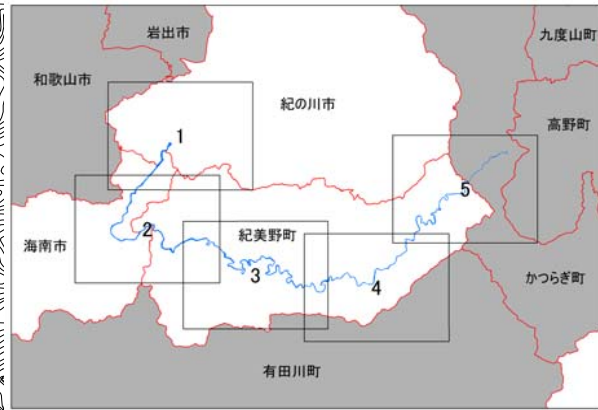 岩出市
九度山町
和歌山市
紀の川市
高野町
1
5
2
海南市
紀美野町
3
4
かつらぎ町
有田川町